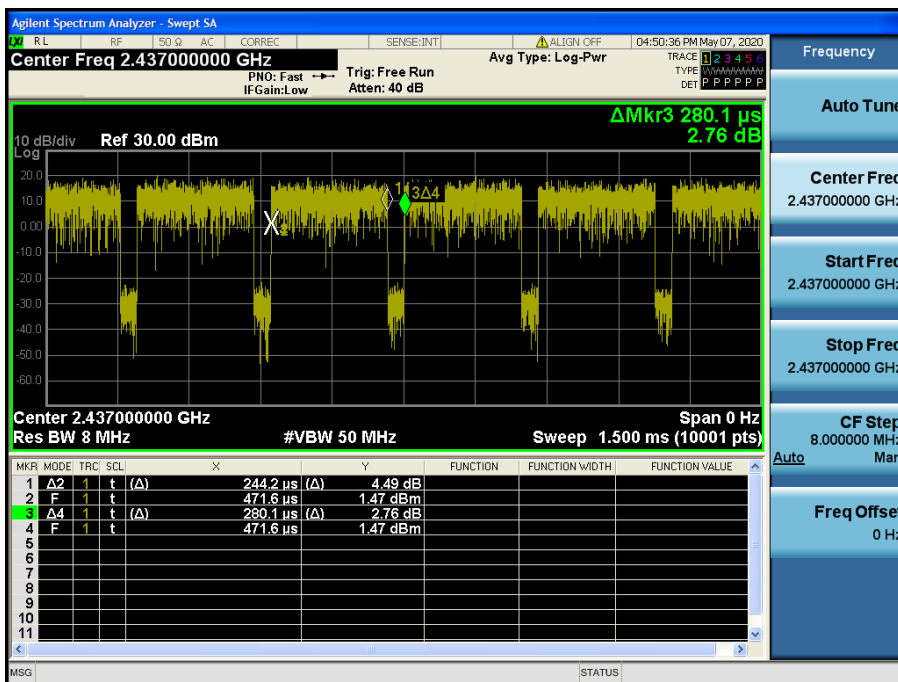 Agilent Spectrum Analyzer - Swept SA
LXI RL RF 50 Ω AC CORREC SENSE:INT ALIGN OFF 04:50:36 PM May 07, 2020
Center Freq 2.437000000 GHz
PNO: Fast
IFGain:Low
Trig: Free Run
Atten: 40 dB
Avg Type: Log-Pwr
TRACE 1 2 3 4 5 6
TYPE WWWWWW
DET P P P P P P
ΔMkr3 280.1 µs
2.76 dB
10 dB/div Ref 30.00 dBm
Log
20.0
10.0
0.00
-10.0
-20.0
-30.0
-40.0
-50.0
-60.0
1
3Δ4
Center 2.437000000 GHz Span 0 Hz
Res BW 8 MHz #VBW 50 MHz Sweep 1.500 ms (10001 pts)
MKR MODE TRC SCL X Y FUNCTION FUNCTION WIDTH FUNCTION VALUE
1 Δ2 1 t (Δ) 244.2 µs (Δ) 4.49 dB
2 F 1 t 471.6 µs 1.47 dBm
3 Δ4 1 t (Δ) 280.1 µs (Δ) 2.76 dB
4 F 1 t 471.6 µs 1.47 dBm
5
6
7
8
9
10
11
MSG STATUS
Frequency
Auto Tune
Center Freq
2.437000000 GHz
Start Freq
2.437000000 GHz
Stop Freq
2.437000000 GHz
CF Step
8.000000 MHz
Auto Man
Freq Offset
0 Hz